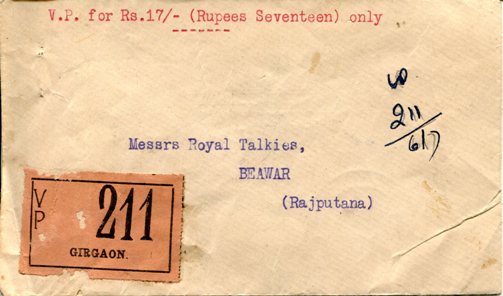 V.P. for Rs.17/- (Rupees Seventeen) only
211
617
Messrs Royal Talkies,
BEAWAR
(Rajputana)
V P 211
GIRGAON.